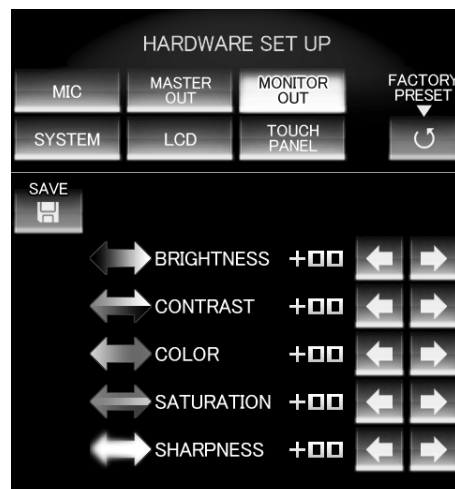 HARDWARE SET UP
MIC
MASTER
OUT
MONITOR
OUT
FACTORY
PRESET
SYSTEM
LCD
TOUCH
PANEL
SAVE
BRIGHTNESS +00
CONTRAST +00
COLOR +00
SATURATION +00
SHARPNESS +00